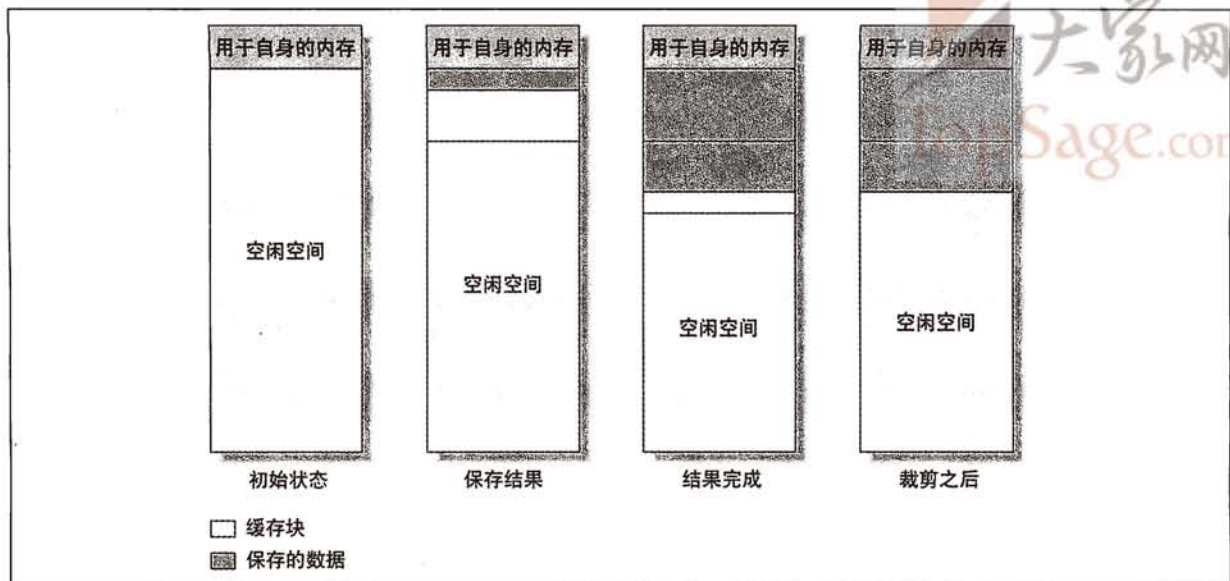 大家网
TopSage.com
用于自身的内存
用于自身的内存
用于自身的内存
用于自身的内存
空闲空间
空闲空间
空闲空间
空闲空间
初始状态
保存结果
结果完成
裁剪之后
缓存块
保存的数据